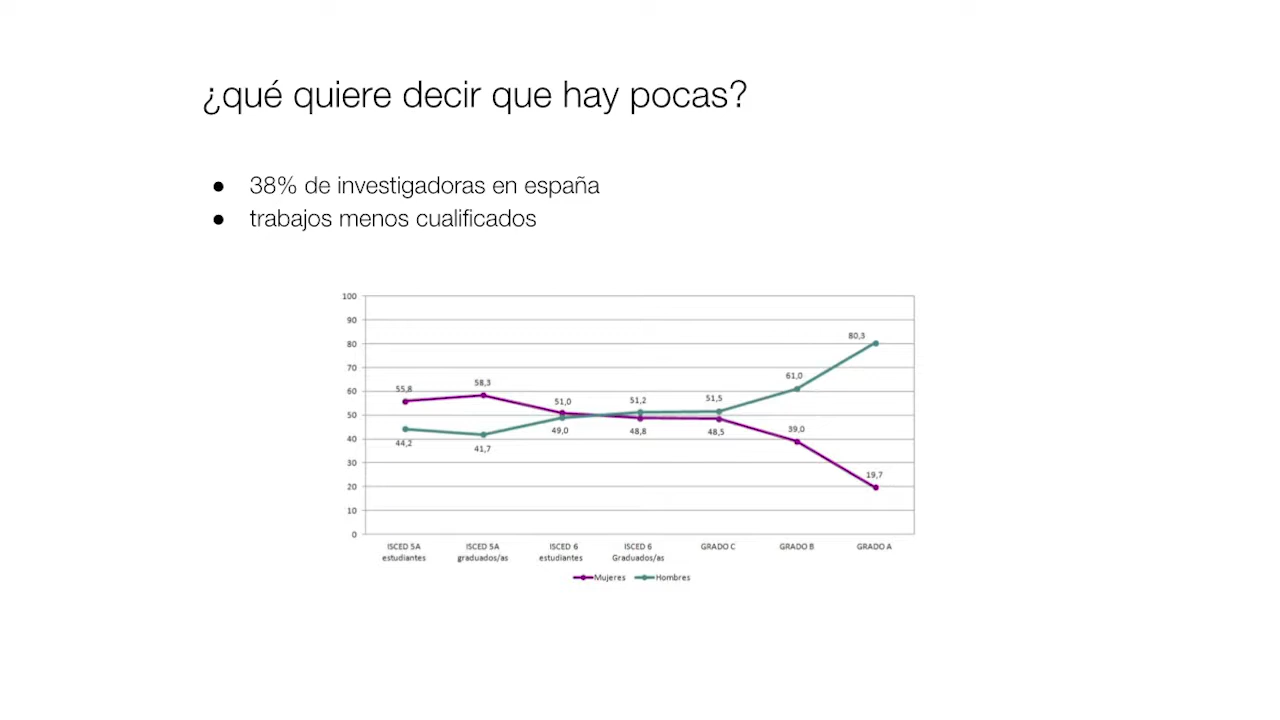 ¿qué quiere decir que hay pocas?
● 38% de investigadoras en españa
● trabajos menos cualificados
100
90
80
70
60
50
40
30
20
10
0
55,8
58,3
51,0
51,2
51,5
61,0
80,3
44,2
41,7
49,0
48,8
48,5
39,0
19,7
ISCED 5A
estudiantes
ISCED 5A
graduados/as
ISCED 6
estudiantes
ISCED 6
Graduados/as
GRADO C
GRADO B
GRADO A
Mujeres Hombres